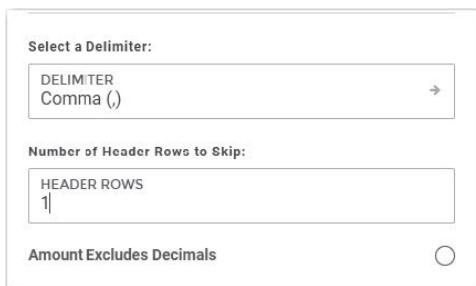 Select a Delimiter:
DELIMITER
Comma (,)
Number of Header Rows to Skip:
HEADER ROWS
1
Amount Excludes Decimals